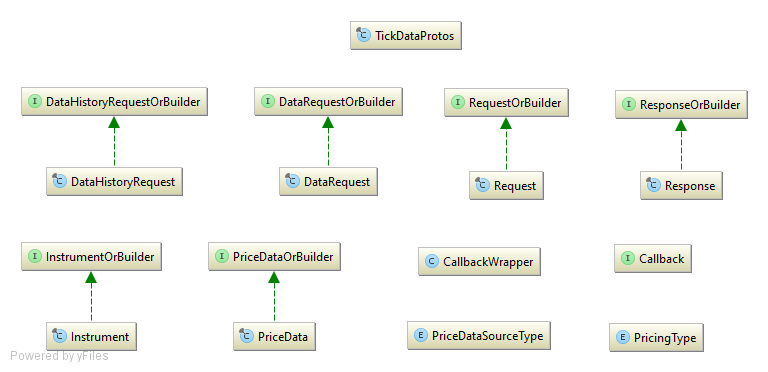 C TickDataProtos
I DataHistoryRequestOrBuilder
I DataRequestOrBuilder
I RequestOrBuilder
I ResponseOrBuilder
C DataHistoryRequest
C DataRequest
C Request
C Response
I InstrumentOrBuilder
I PriceDataOrBuilder
C CallbackWrapper
I Callback
C Instrument
C PriceData
E PriceDataSourceType
E PricingType
Powered by yFiles